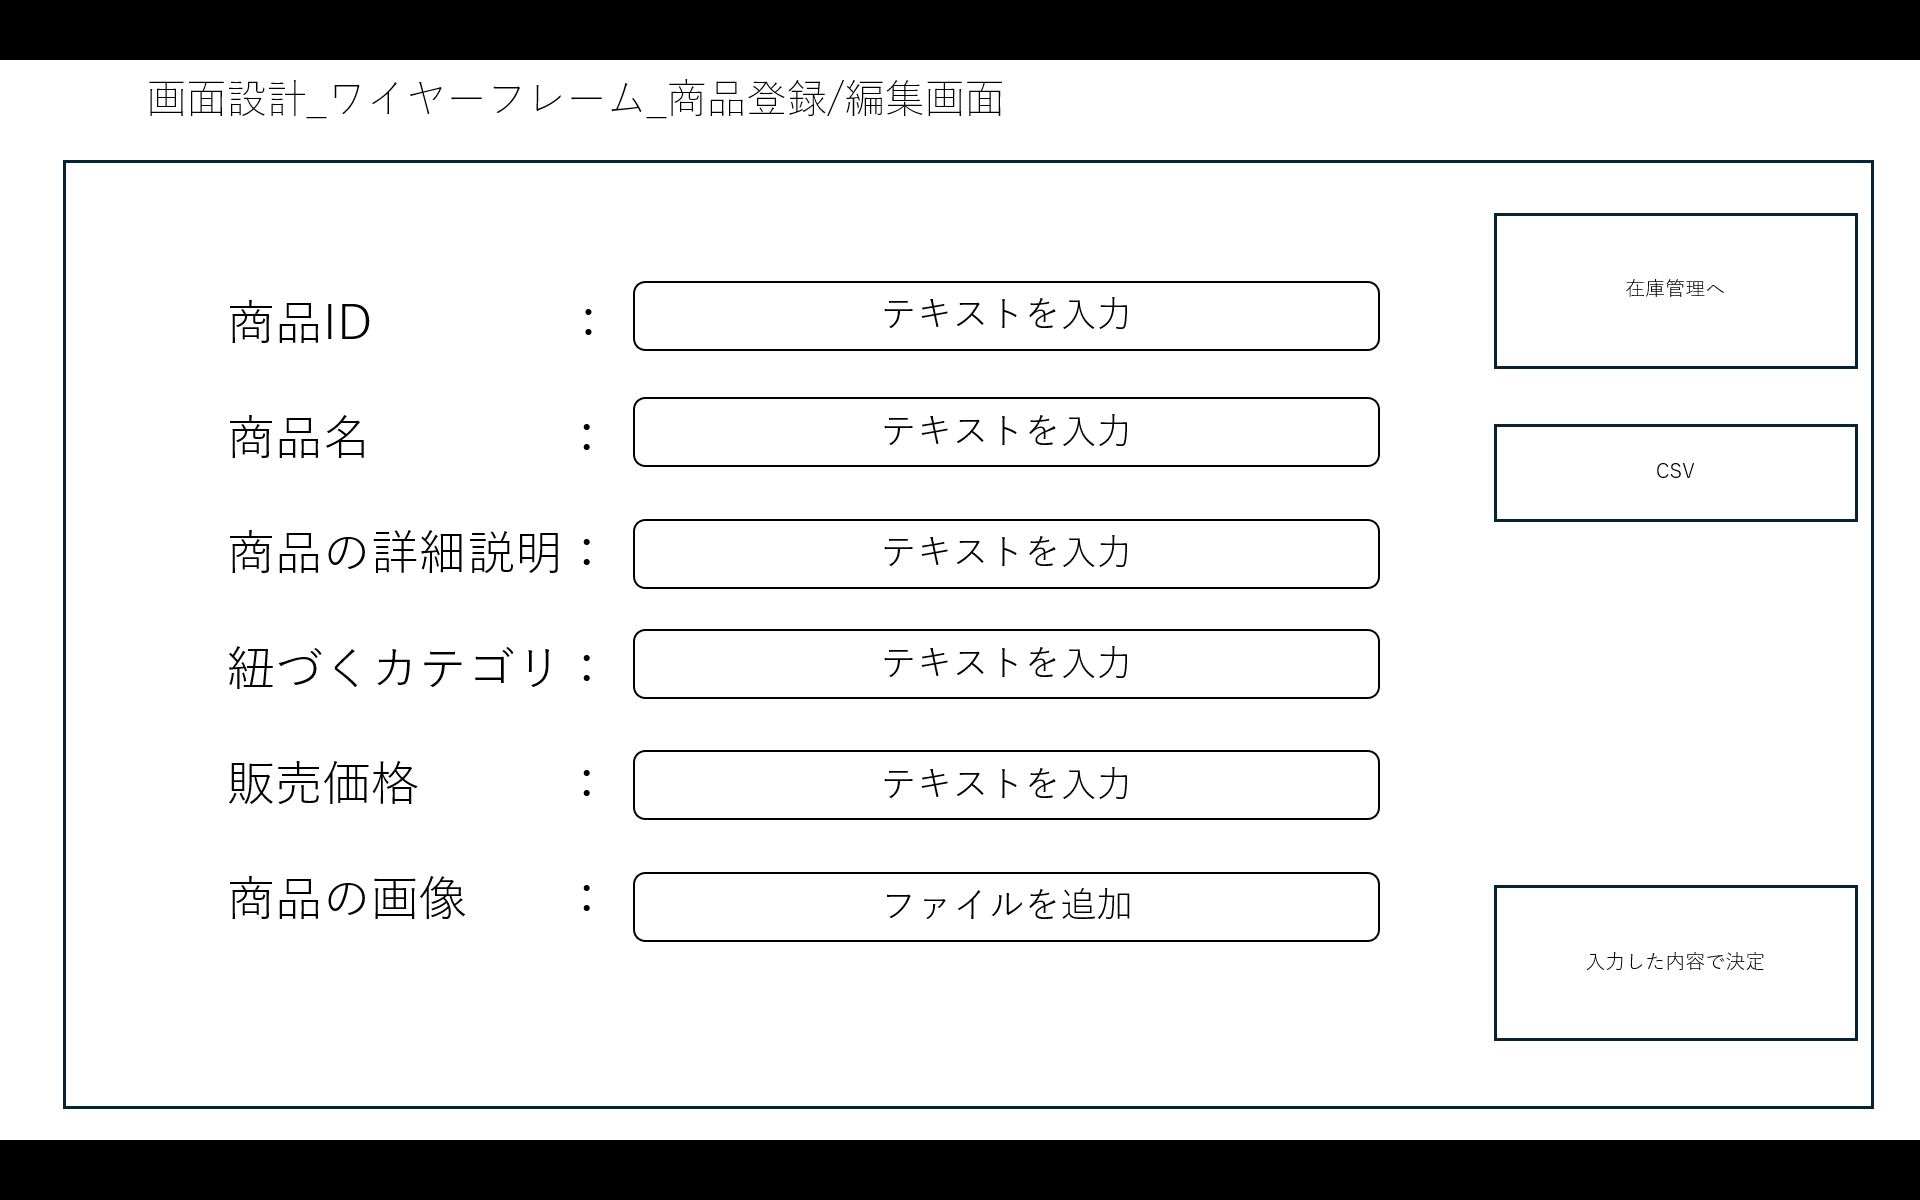 画面設計_ワイヤーフレーム_商品登録/編集画面
商品ID : テキストを入力
商品名 : テキストを入力
商品の詳細説明 : テキストを入力
紐づくカテゴリ : テキストを入力
販売価格 : テキストを入力
商品の画像 : ファイルを追加
在庫管理へ
CSV
入力した内容で決定